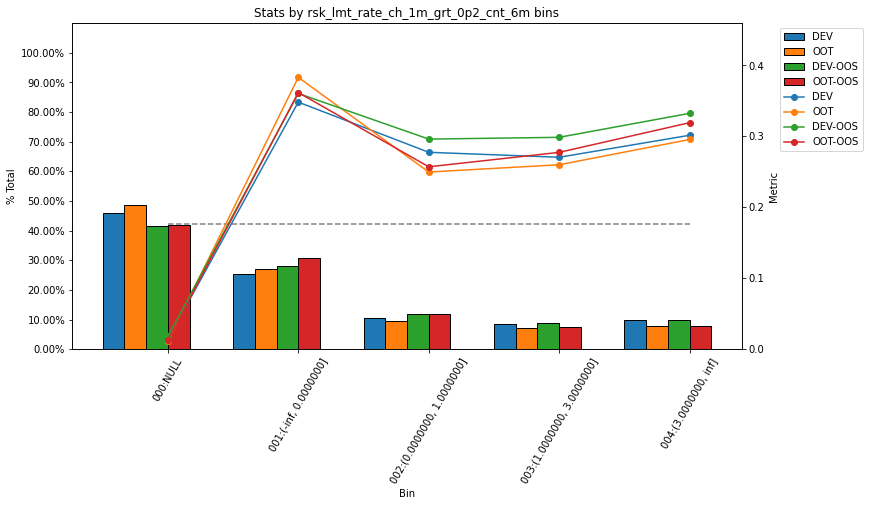 Stats by rsk_lmt_rate_ch_1m_grt_0p2_cnt_6m bins
% Total
100.00%
90.00%
80.00%
70.00%
60.00%
50.00%
40.00%
30.00%
20.00%
10.00%
0.00%
000:NULL
001:(-inf, 0.0000000]
002:(0.0000000, 1.0000000]
003:(1.0000000, 3.0000000]
004:(3.0000000, inf]
Bin
0.4
0.3
0.2
0.1
0.0
Metric
DEV
OOT
DEV-OOS
OOT-OOS
DEV
OOT
DEV-OOS
OOT-OOS